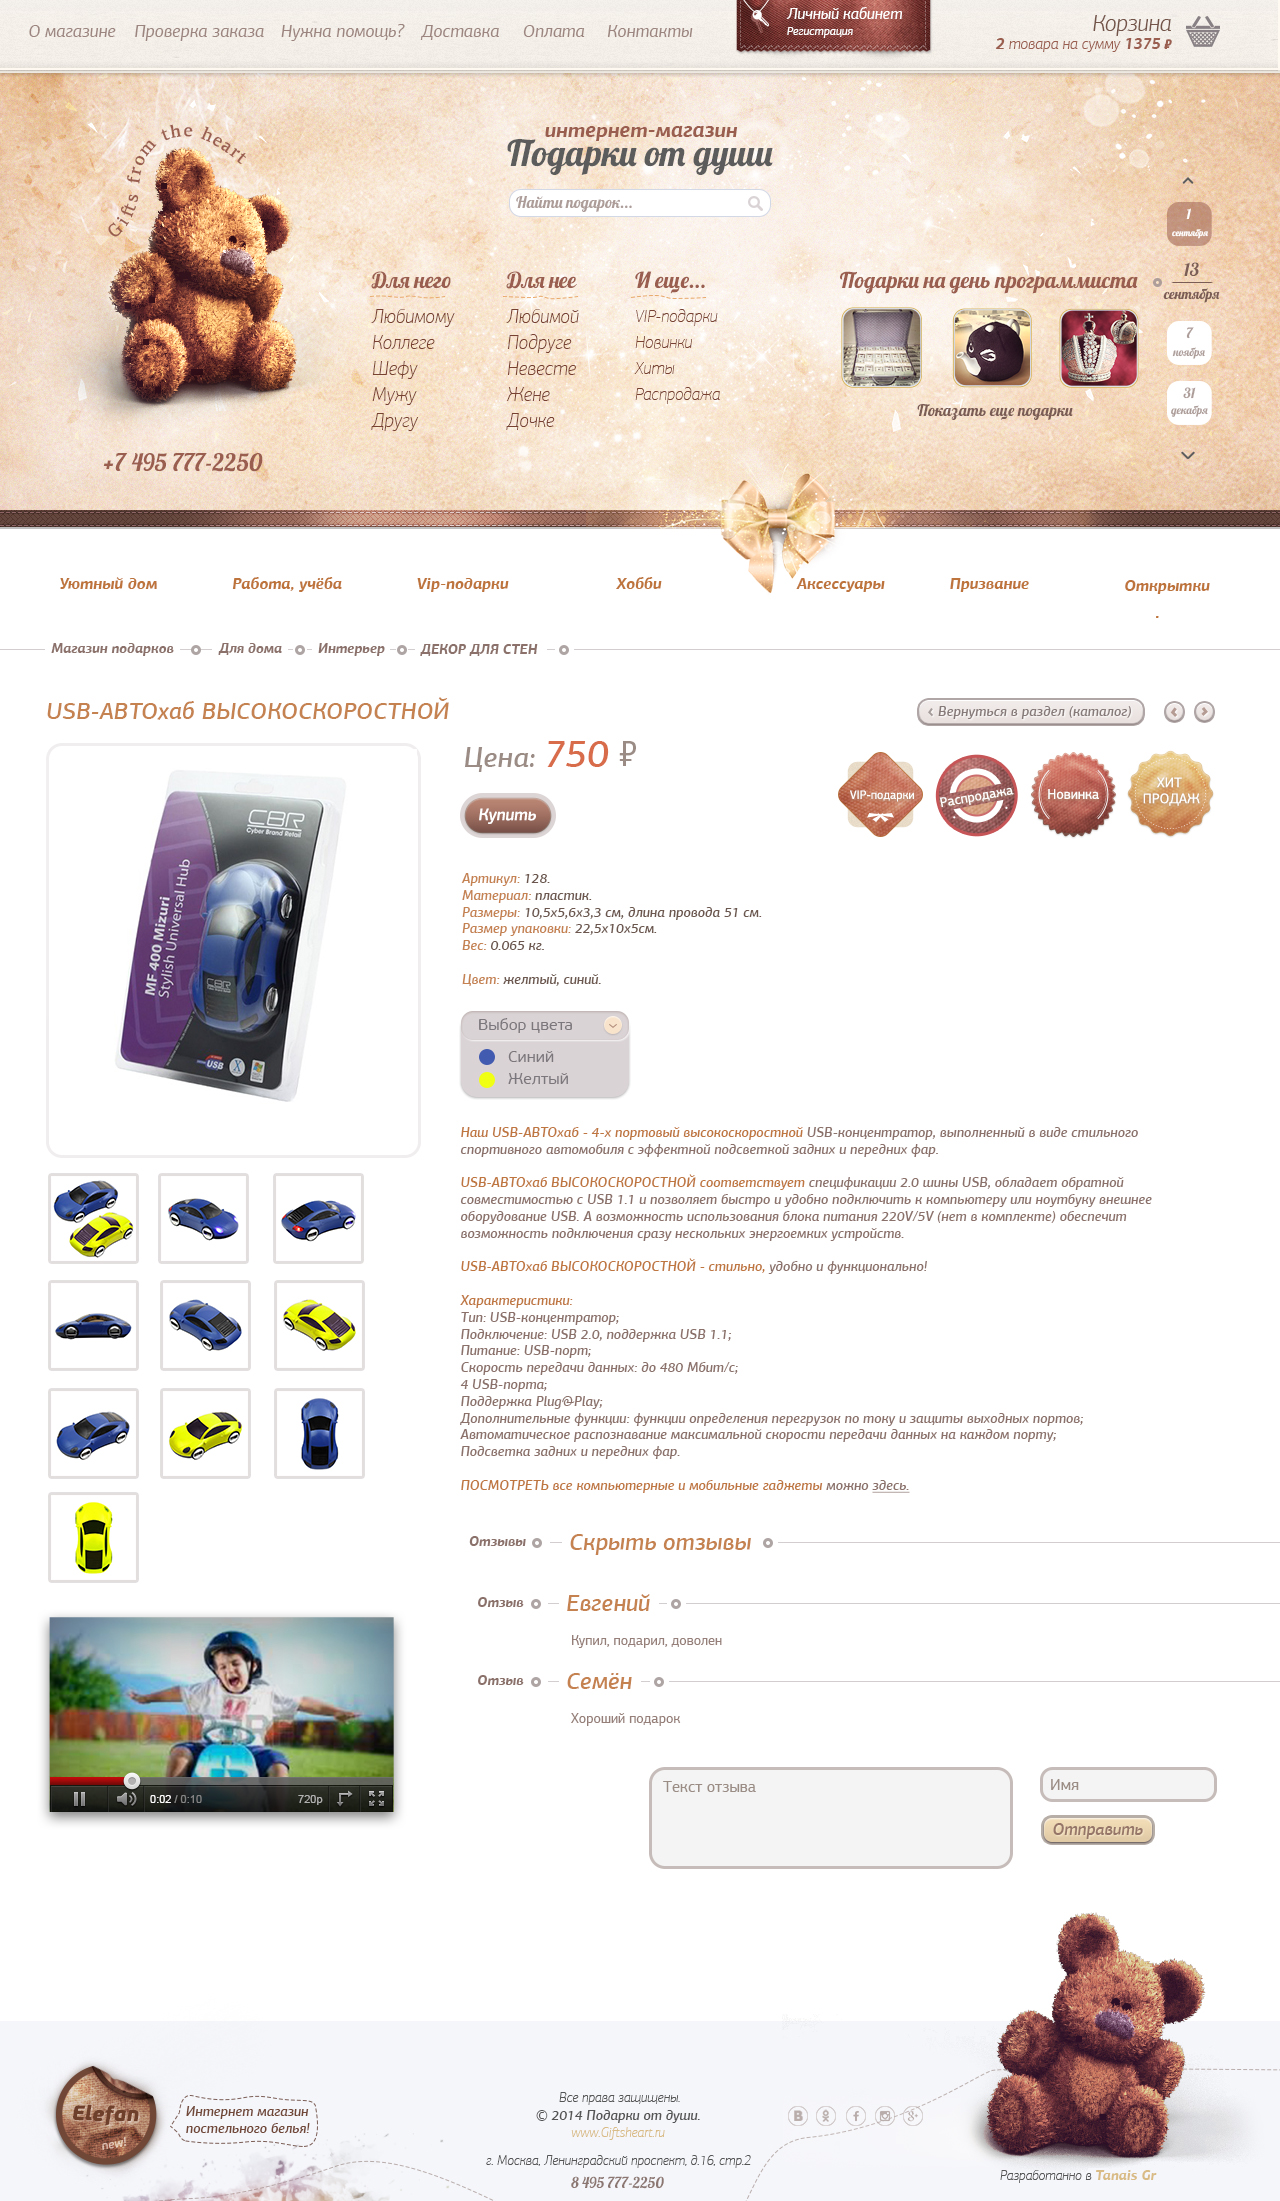 О магазине Проверка заказа Нужна помощь? Доставка Оплата Контакты
Личный кабинет
Регистрация
Корзина
2 товара на сумму 1375 ₽
Gifts from the heart
интернет-магазин
Подарки от души
Найти подарок...
+7 495 777-2250
Для него
Любимому
Коллеге
Шефу
Мужу
Другу
Для нее
Любимой
Подруге
Невесте
Жене
Дочке
И еще...
VIP-подарки
Новинки
Хиты
Распродажа
Подарки на день программиста
Показать еще подарки
1
сентября
13
сентября
7
ноября
31
декабря
Уютный дом Работа, учёба Vip-подарки Хобби Аксессуары Призвание Открытки
.
Магазин подарков Для дома Интерьер ДЕКОР ДЛЯ СТЕН
USB-АВТОхаб ВЫСОКОСКОРОСТНОЙ
Вернуться в раздел (каталог)
CBR
Cyber Brand Retail
MF 400 Mizuri
Stylish Universal Hub
CBR
USB
Цена: 750 ₽
Купить
VIP-подарки
Распродажа
Новинка
ХИТ
ПРОДАЖ
Артикул: 128.
Материал: пластик.
Размеры: 10,5х5,6х3,3 см, длина провода 51 см.
Размер упаковки: 22,5х10х5см.
Вес: 0.065 кг.
Цвет: желтый, синий.
Выбор цвета
Синий
Желтый
Наш USB-АВТОхаб - 4-х портовый высокоскоростной USB-концентратор, выполненный в виде стильного
спортивного автомобиля с эффектной подсветкой задних и передних фар.
USB-АВТОхаб ВЫСОКОСКОРОСТНОЙ соответствует спецификации 2.0 шины USB, обладает обратной
совместимостью с USB 1.1 и позволяет быстро и удобно подключить к компьютеру или ноутбуку внешнее
оборудование USB. А возможность использования блока питания 220V/5V (нет в комплекте) обеспечит
возможность подключения сразу нескольких энергоемких устройств.
USB-АВТОхаб ВЫСОКОСКОРОСТНОЙ - стильно, удобно и функционально!
Характеристики:
Тип: USB-концентратор;
Подключение: USB 2.0, поддержка USB 1.1;
Питание: USB-порт;
Скорость передачи данных: до 480 Мбит/с;
4 USB-порта;
Поддержка Plug@Play;
Дополнительные функции: функции определения перегрузок по току и защиты выходных портов;
Автоматическое распознавание максимальной скорости передачи данных на каждом порту;
Подсветка задних и передних фар.
ПОСМОТРЕТЬ все компьютерные и мобильные гаджеты можно здесь.
Отзывы Скрыть отзывы
Отзыв Евгений
Купил, подарил, доволен
Отзыв Семён
Хороший подарок
0:02 / 0:10 720p
Текст отзыва
Имя
Отправить
Elefan
new!
Интернет магазин
постельного белья!
Все права защищены.
© 2014 Подарки от души.
www.Giftsheart.ru
г. Москва, Ленинградский проспект, д.16, стр.2
8 495 777-2250
Разработанно в Tanais Gr